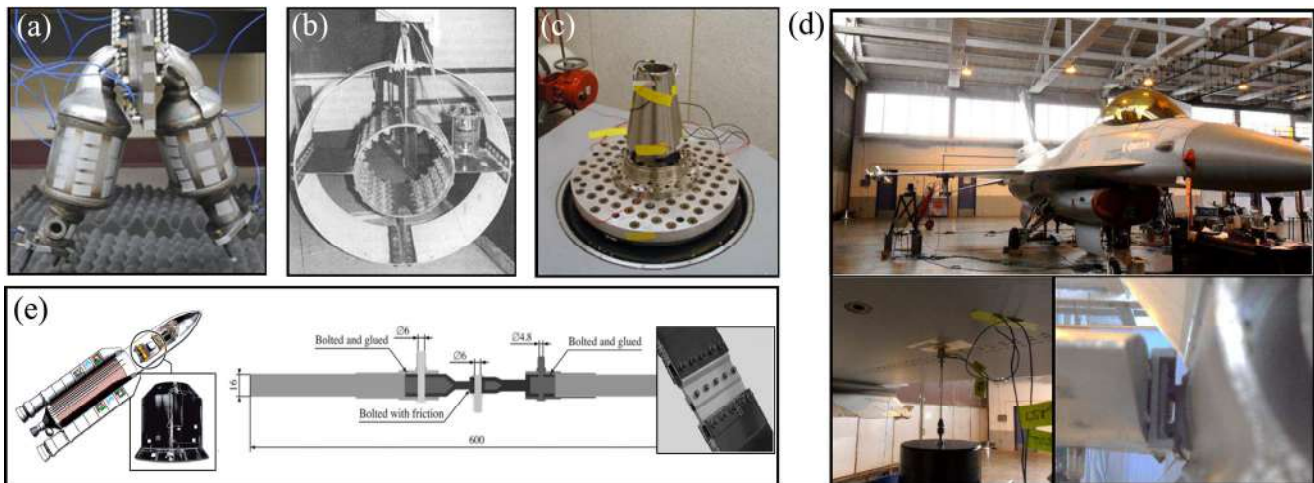 (a)
(b)
(c)
(d)
(e)
Ø6
Ø4.8
Bolted and glued
Ø6
Bolted and glued
16
Bolted with friction
600